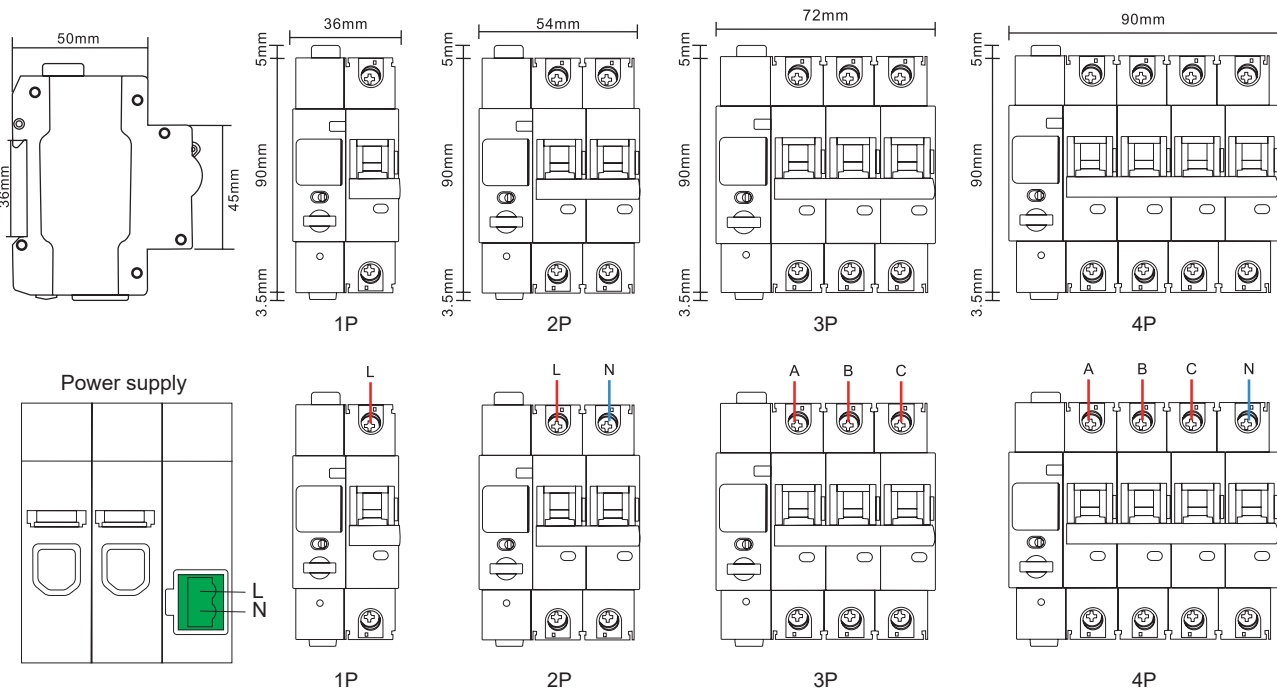 50mm
36mm
45mm
36mm
5mm
90mm
3.5mm
1P
54mm
5mm
90mm
3.5mm
2P
72mm
5mm
90mm
3.5mm
3P
90mm
5mm
90mm
3.5mm
4P
Power supply
L
N
L
1P
L N
2P
A B C
3P
A B C N
4P